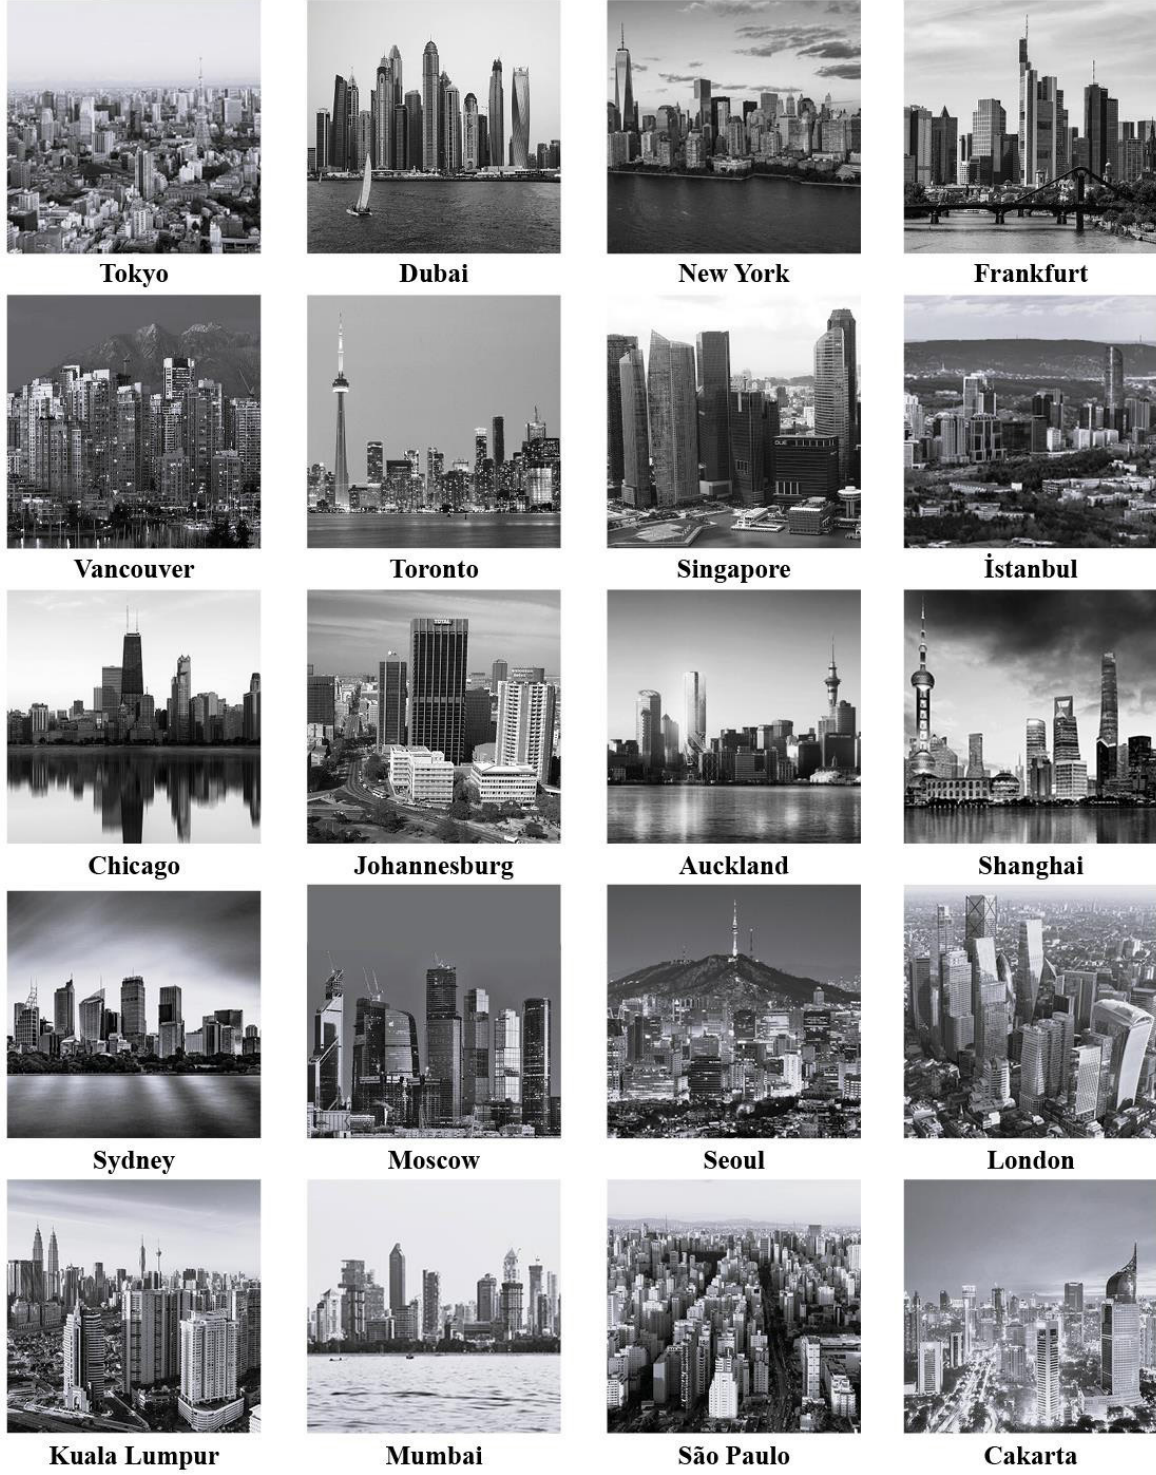 Tokyo Dubai New York Frankfurt
Vancouver Toronto Singapore İstanbul
TOTAL
Chicago Johannesburg Auckland Shanghai
Sydney Moscow Seoul London
Kuala Lumpur Mumbai São Paulo Cakarta